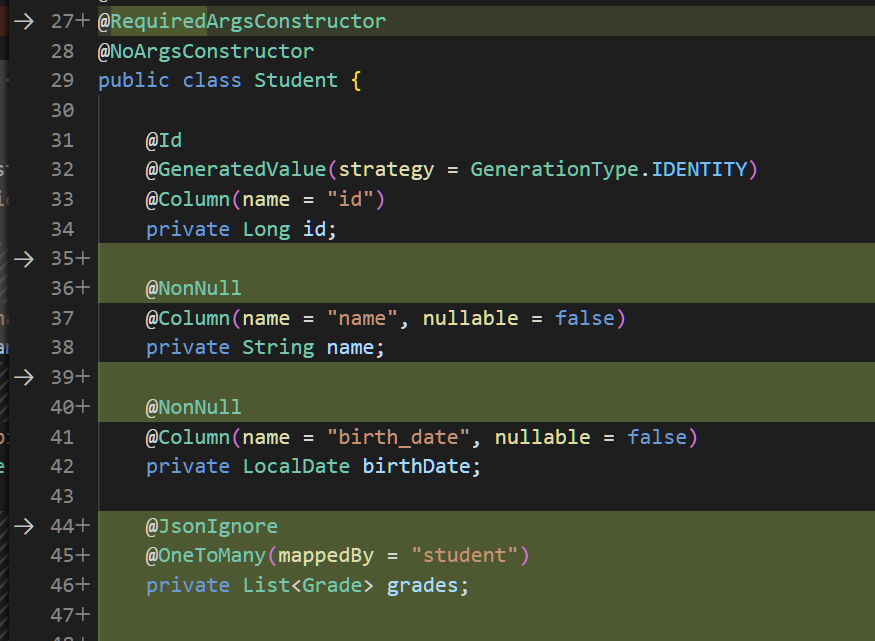 27+ @RequiredArgsConstructor
28 @NoArgsConstructor
29 public class Student {
30
31 @Id
32 @GeneratedValue(strategy = GenerationType.IDENTITY)
33 @Column(name = "id")
34 private Long id;
35+
36+ @NonNull
37 @Column(name = "name", nullable = false)
38 private String name;
39+
40+ @NonNull
41 @Column(name = "birth_date", nullable = false)
42 private LocalDate birthDate;
43
44+ @JsonIgnore
45+ @OneToMany(mappedBy = "student")
46+ private List<Grade> grades;
47+